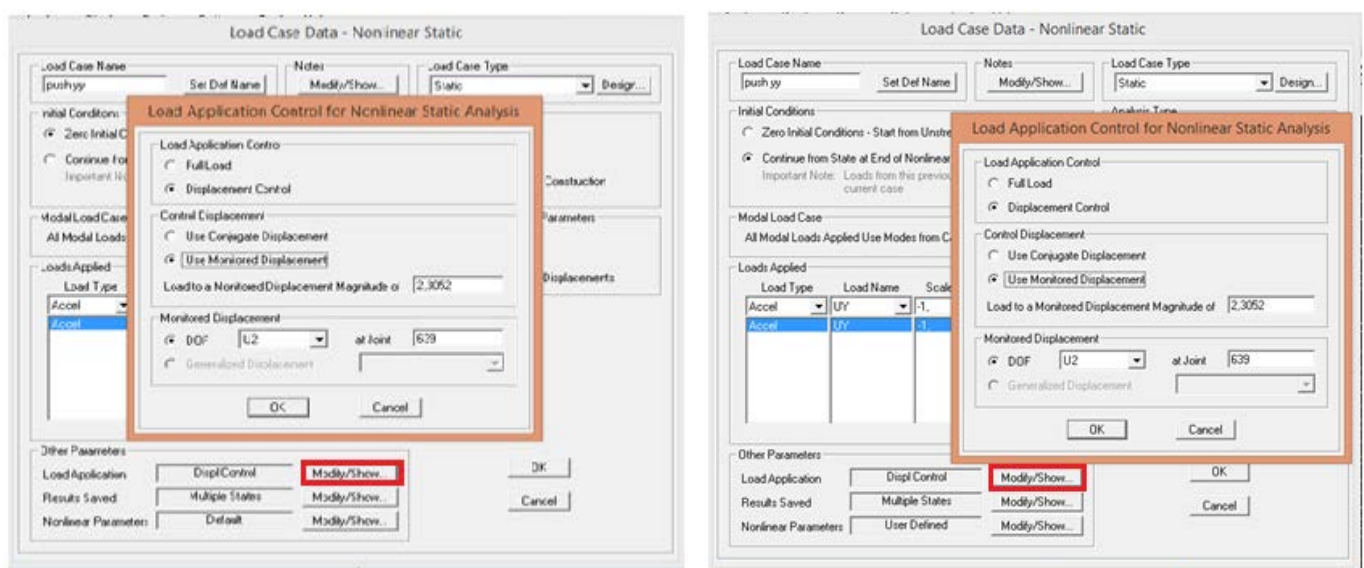 Load Case Data - Nonlinear Static
Load Case Name
Notes
Load Case Type
push yy
Set Def Name
Modify/Show...
Static
Design...
Initial Conditions
Zero Initial C
Continue fo
Important No
Modal Load Case
All Modal Loads
Loads Applied
Load Type
Accel
Accel
Construction
Parameters
Displacements
Load Application Control for Nonlinear Static Analysis
Load Application Contro
Full Load
Displacement Control
Control Displacement
Use Conjugate Displacement
Use Monitored Displacement
Load to a Monitored Displacement Magnitude of 2,3052
Monitored Displacement
DOF U2 at Joint 639
Generalized Displacement
OK Cancel
Other Parameters
Load Application Displ Control Modify/Show...
Results Saved Multiple States Modify/Show...
Nonlinear Parameters Default Modify/Show...
OK
Cancel
Load Case Data - Nonlinear Static
Load Case Name
Notes
Load Case Type
push yy
Set Def Name
Modify/Show...
Static
Design...
Initial Conditions
Analysis Type
Zero Initial Conditions - Start from Unstre
Continue from State at End of Nonlinear
Important Note: Loads from this previou
current case
Modal Load Case
All Modal Loads Applied Use Modes from C
Loads Applied
Load Type Load Name Scale
Accel UY -1,
Accel UY -1,
Load Application Control for Nonlinear Static Analysis
Load Application Control
Full Load
Displacement Control
Control Displacement
Use Conjugate Displacement
Use Monitored Displacement
Load to a Monitored Displacement Magnitude of 2,3052
Monitored Displacement
DOF U2 at Joint 639
Generalized Displacement
OK Cancel
Other Parameters
Load Application Displ Control Modify/Show...
Results Saved Multiple States Modify/Show...
Nonlinear Parameters User Defined Modify/Show...
OK
Cancel